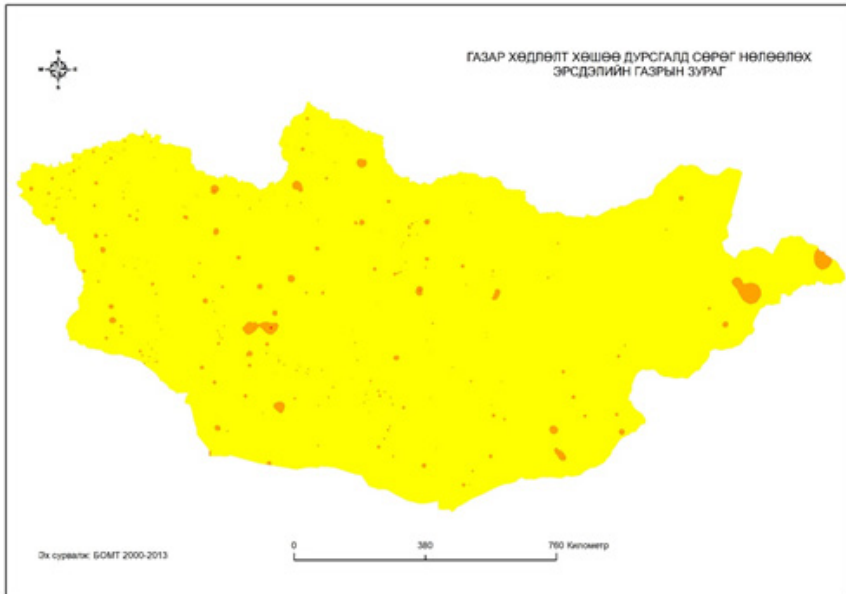 ГАЗАР ХӨДЛӨЛТ ХӨШӨӨ ДУРСГАЛД СӨРӨГ НӨЛӨӨЛӨХ
ЭРСДЭЛИЙН ГАЗРЫН ЗУРАГ
Эх сурвалж: БОМТ 2000-2013
0 380 760 Километр